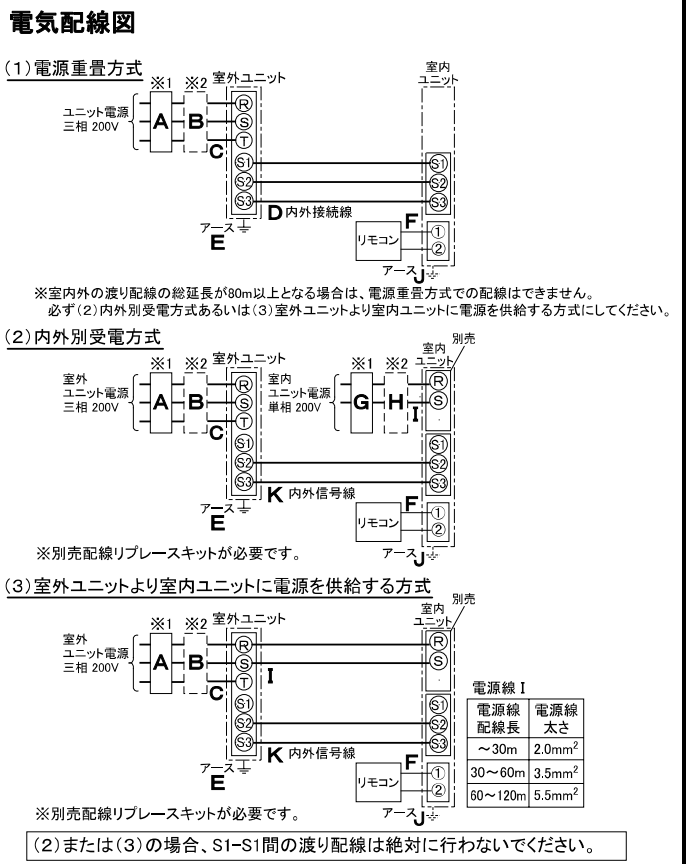 電気配線図
(1)電源重畳方式
※1 ※2 室外ユニット
室内
ユニット
ユニット電源
三相 200V
A B
R
S
T
C
S1 S1
S2 S2
S3 S3
D 内外接続線
アース
E
リモコン F ① ②
アース J
※室内外の渡り配線の総延長が80m以上となる場合は、電源重畳方式での配線はできません。
必ず(2)内外別受電方式あるいは(3)室外ユニットより室内ユニットに電源を供給する方式にしてください。
(2)内外別受電方式
別売
※1 ※2 室外ユニット ※1 ※2
室内
ユニット
室外
ユニット電源
三相 200V
A B
R
S
T
C
室内
ユニット電源
単相 200V
G H I
R
S
S1 S1
S2 S2
S3 S3
K 内外信号線
アース
E
リモコン F ① ②
アース J
※別売配線リプレースキットが必要です。
(3)室外ユニットより室内ユニットに電源を供給する方式
別売
※1 ※2 室外ユニット
室内
ユニット
室外
ユニット電源
三相 200V
A B
R R
S S
T
C I
S1 S1
S2 S2
S3 S3
K 内外信号線
アース
E
リモコン F ① ②
アース J
電源線 I
電源線 電源線
配線長 太さ
～30m 2.0mm²
30～60m 3.5mm²
60～120m 5.5mm²
※別売配線リプレースキットが必要です。
(2)または(3)の場合、S1-S1間の渡り配線は絶対に行わないでください。